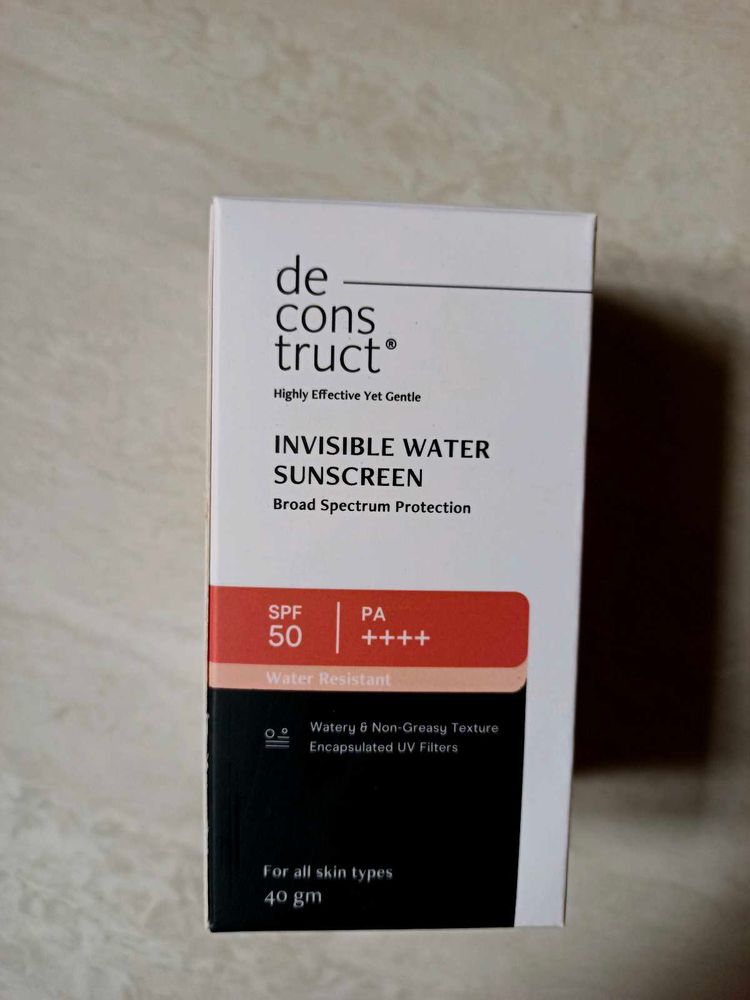 de
cons
truct®
Highly Effective Yet Gentle
INVISIBLE WATER
SUNSCREEN
Broad Spectrum Protection
SPF
50
PA
++++
Water Resistant
Watery & Non-Greasy Texture
Encapsulated UV Filters
For all skin types
40 gm